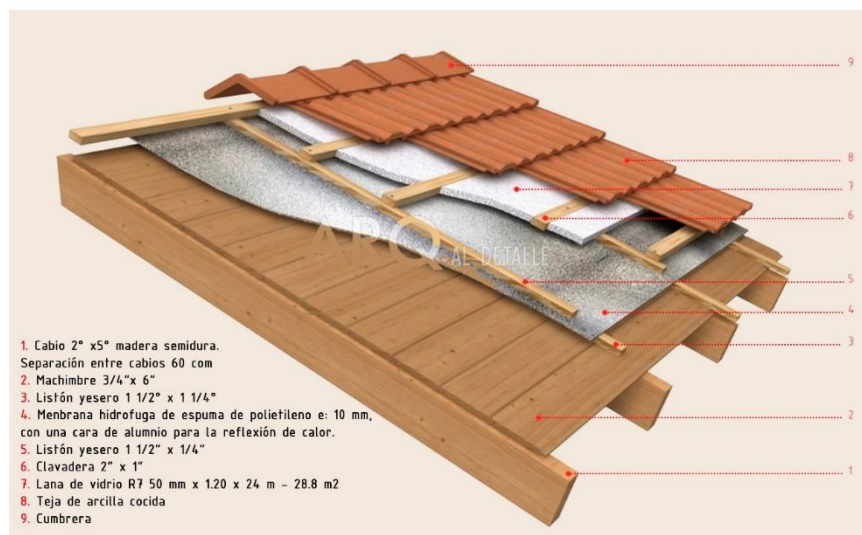 9
8
7
6
ARQ AL DETALLE
5
4
3
2
1
1. Cabio 2° x5° madera semidura.
Separación entre cabios 60 com
2. Machimbre 3/4"x 6"
3. Listón yesero 1 1/2° x 1 1/4°
4. Menbrana hidrofuga de espuma de polietileno e: 10 mm,
con una cara de alumnio para la reflexión de calor.
5. Listón yesero 1 1/2" x 1/4"
6. Clavadera 2" x 1"
7. Lana de vidrio R7 50 mm x 1.20 x 24 m - 28.8 m2
8. Teja de arcilla cocida
9. Cumbrera